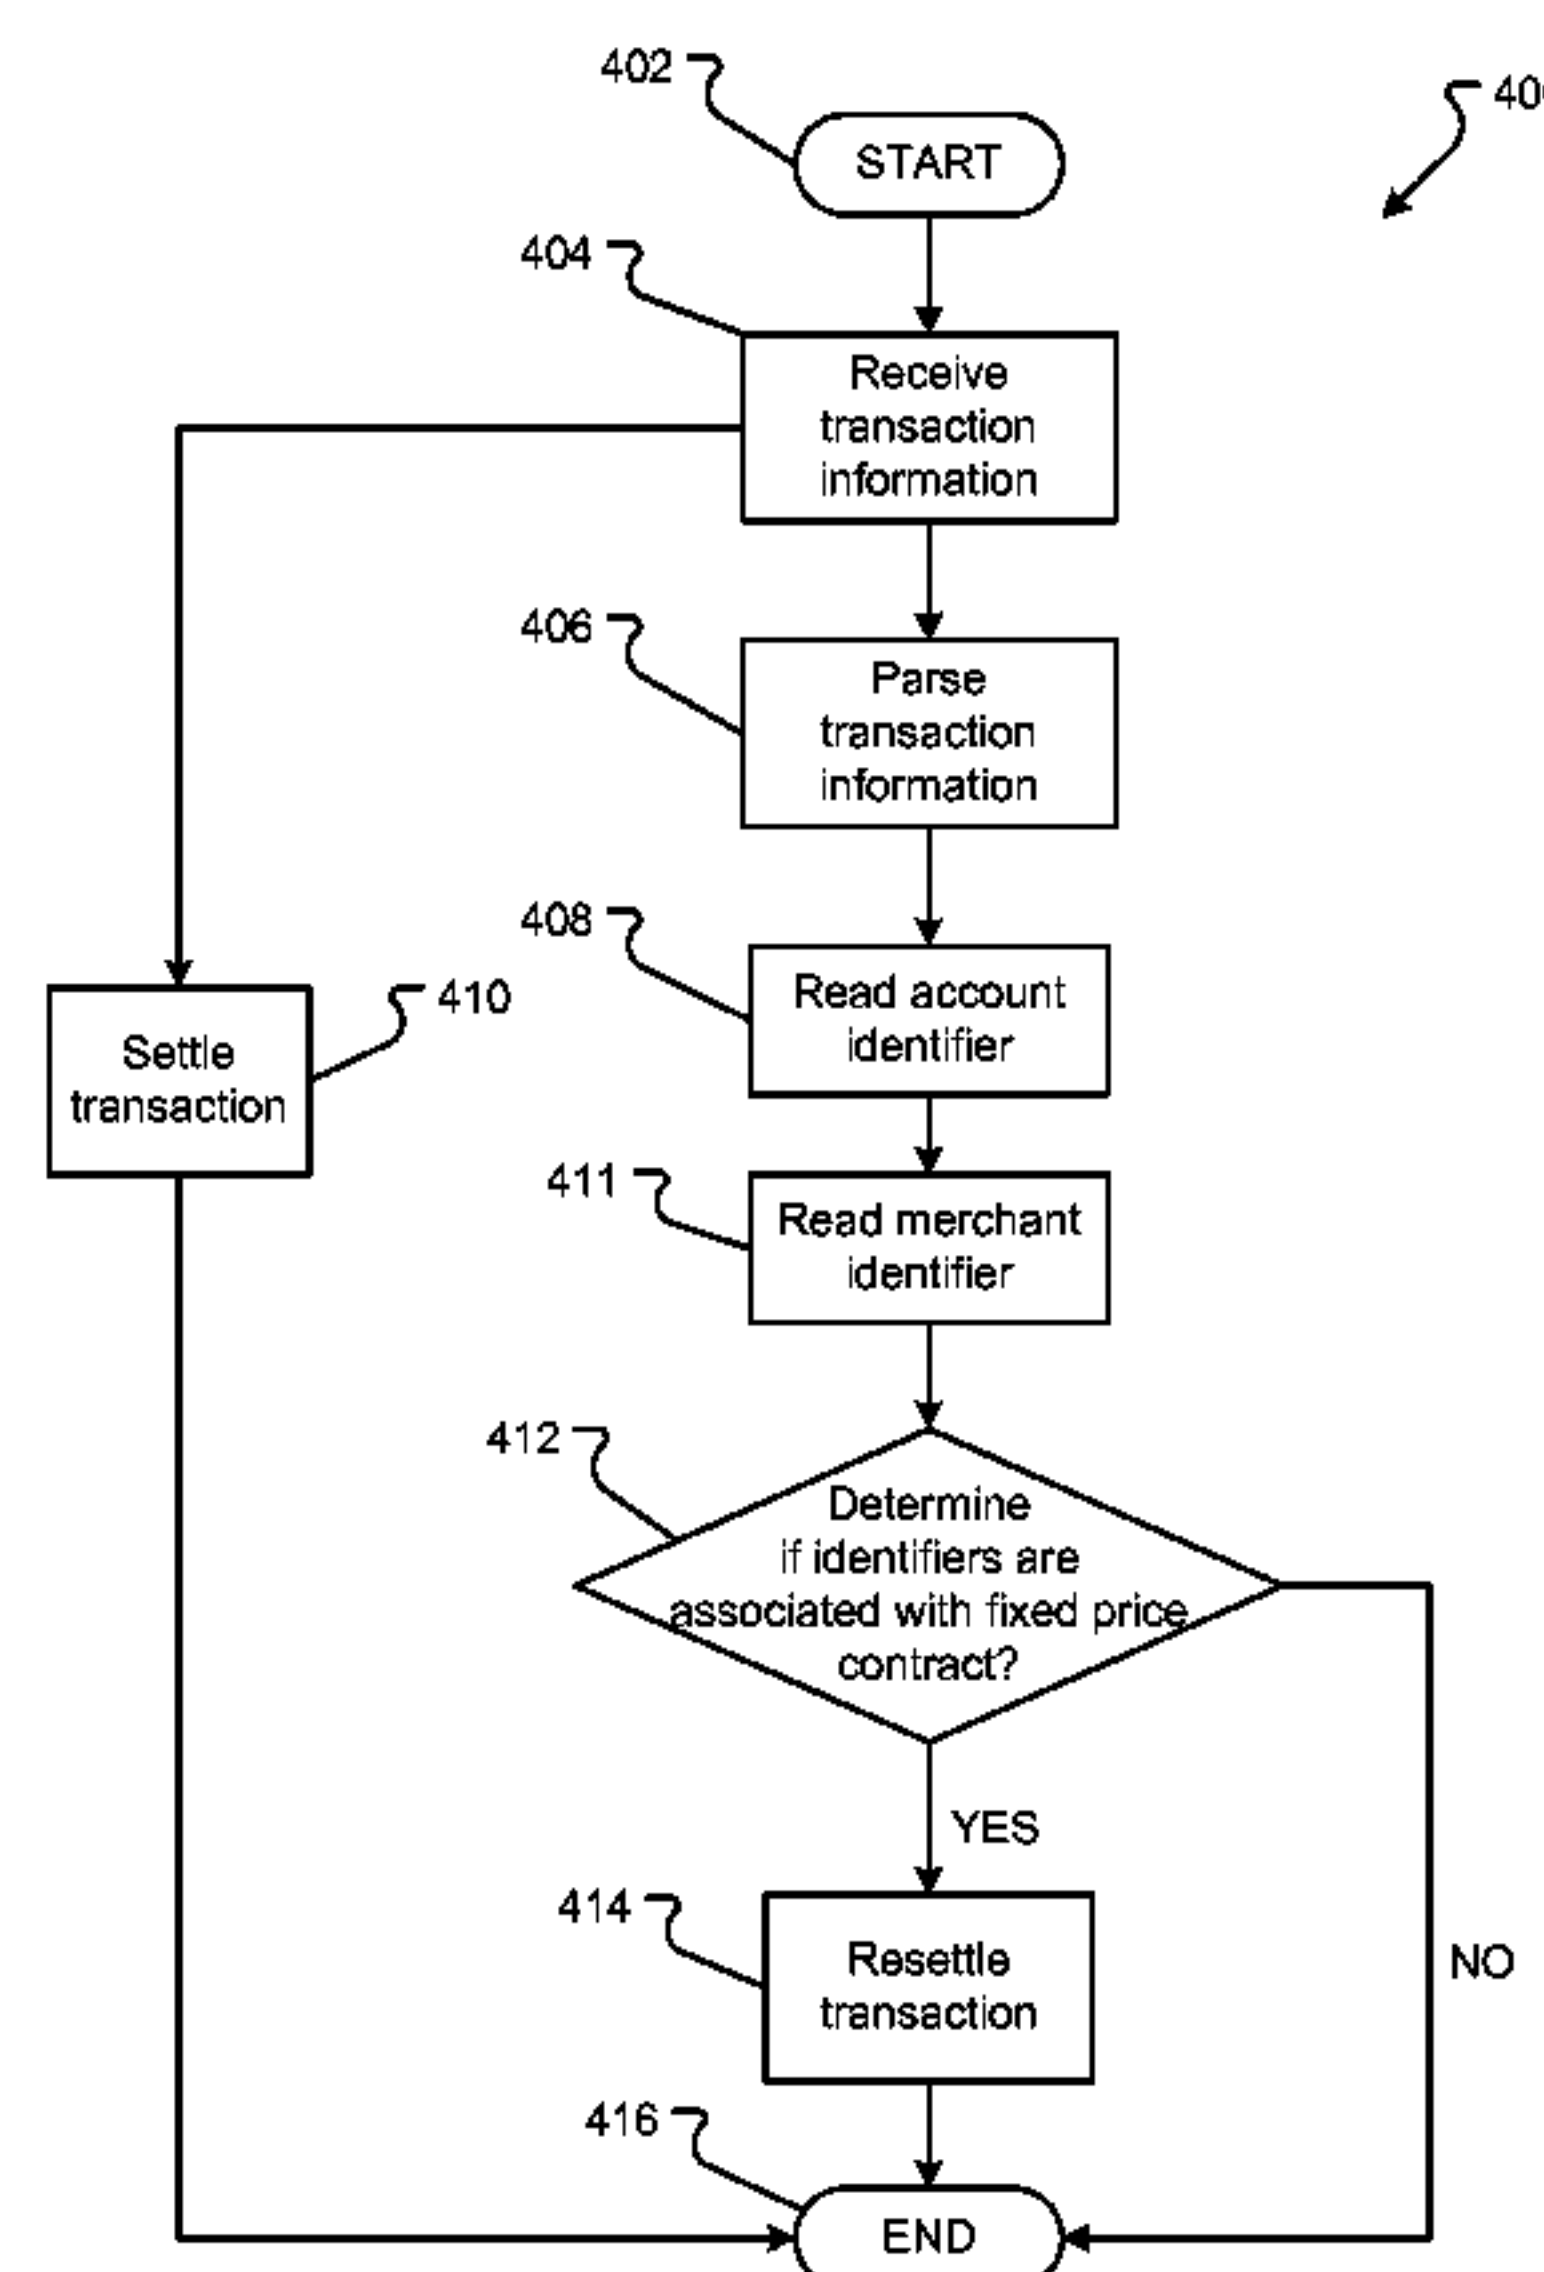 402
START
404
Receive
transaction
information
406
Parse
transaction
information
408
Read account
identifier
410
Settle
transaction
411
Read merchant
identifier
412
Determine
if identifiers are
associated with fixed price
contract?
YES
414
Resettle
transaction
NO
416
END